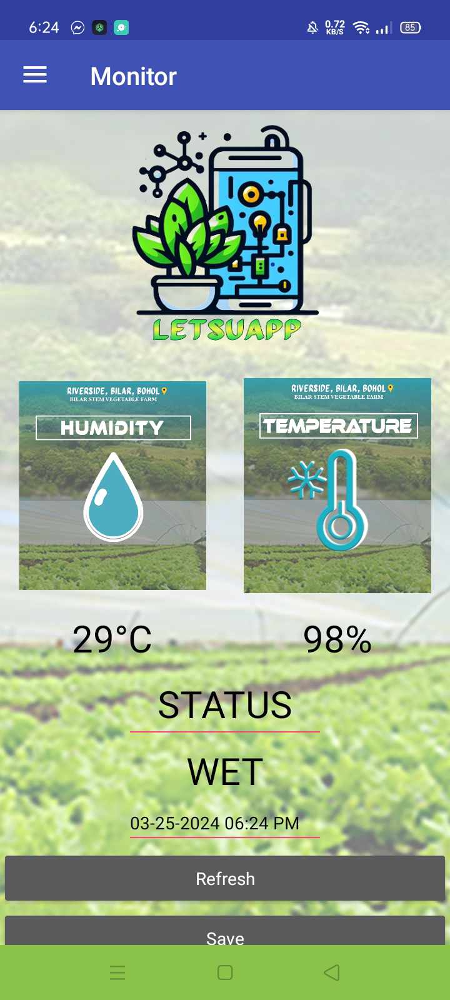 6:24
0.72
KB/S
85
Monitor
LETSUAPP
RIVERSIDE, BILAR, BOHOL
BILAR STEM VEGETABLE FARM
HUMIDITY
RIVERSIDE, BILAR, BOHOL
BILAR STEM VEGETABLE FARM
TEMPERATURE
29°C
98%
STATUS
WET
03-25-2024 06:24 PM
Refresh
Save